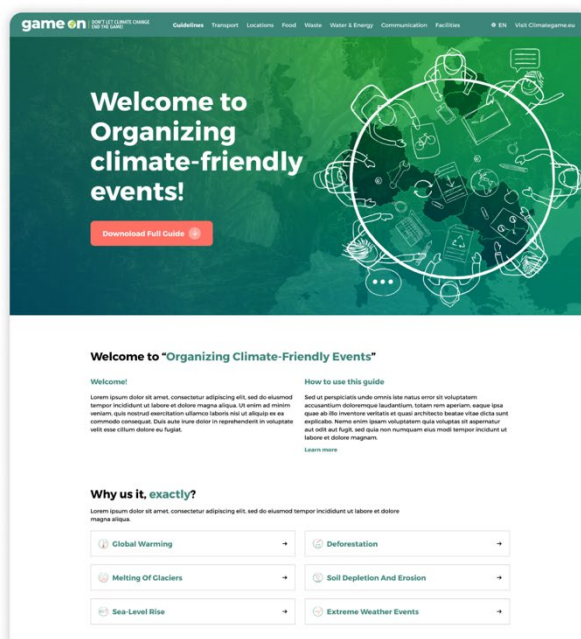 game on DON'T LET CLIMATE CHANGE
END THE GAME!
Guidelines Transport Locations Food Waste Water & Energy Communication Facilities
EN Visit Climategame.eu
Welcome to
Organizing
climate-friendly
events!
Download Full Guide
Welcome to “Organizing Climate-Friendly Events”
Welcome!
Lorem ipsum dolor sit amet, consectetur adipiscing elit, sed do eiusmod
tempor incididunt ut labore et dolore magna aliqua. Ut enim ad minim
veniam, quis nostrud exercitation ullamco laboris nisi ut aliquip ex ea
commodo consequat. Duis aute irure dolor in reprehenderit in voluptate
velit esse cillum dolore eu fugiat.
How to use this guide
Sed ut perspiciatis unde omnis iste natus error sit voluptatem
accusantium doloremque laudantium, totam rem aperiam, eaque ipsa
quae ab illo inventore veritatis et quasi architecto beatae vitae dicta sunt
explicabo. Nemo enim ipsam voluptatem quia voluptas sit aspernatur
aut odit aut fugit, sed quia non numquam eius modi tempor incidunt ut
labore et dolore magnam.
Learn more
Why us it, exactly?
Lorem ipsum dolor sit amet, consectetur adipiscing elit, sed do eiusmod tempor incididunt ut labore et dolore
magna aliqua.
Global Warming
Deforestation
Melting Of Glaciers
Soil Depletion And Erosion
Sea-Level Rise
Extreme Weather Events